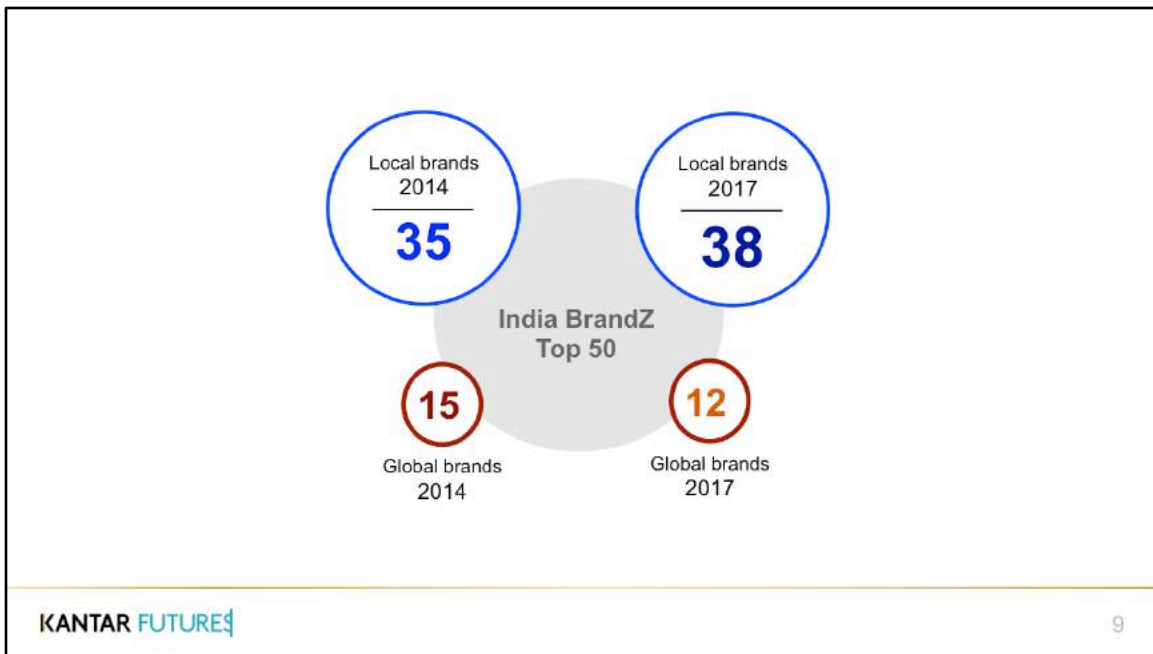 Local brands
2014
35
Local brands
2017
38
India BrandZ
Top 50
15
Global brands
2014
12
Global brands
2017
KANTAR FUTURES
9